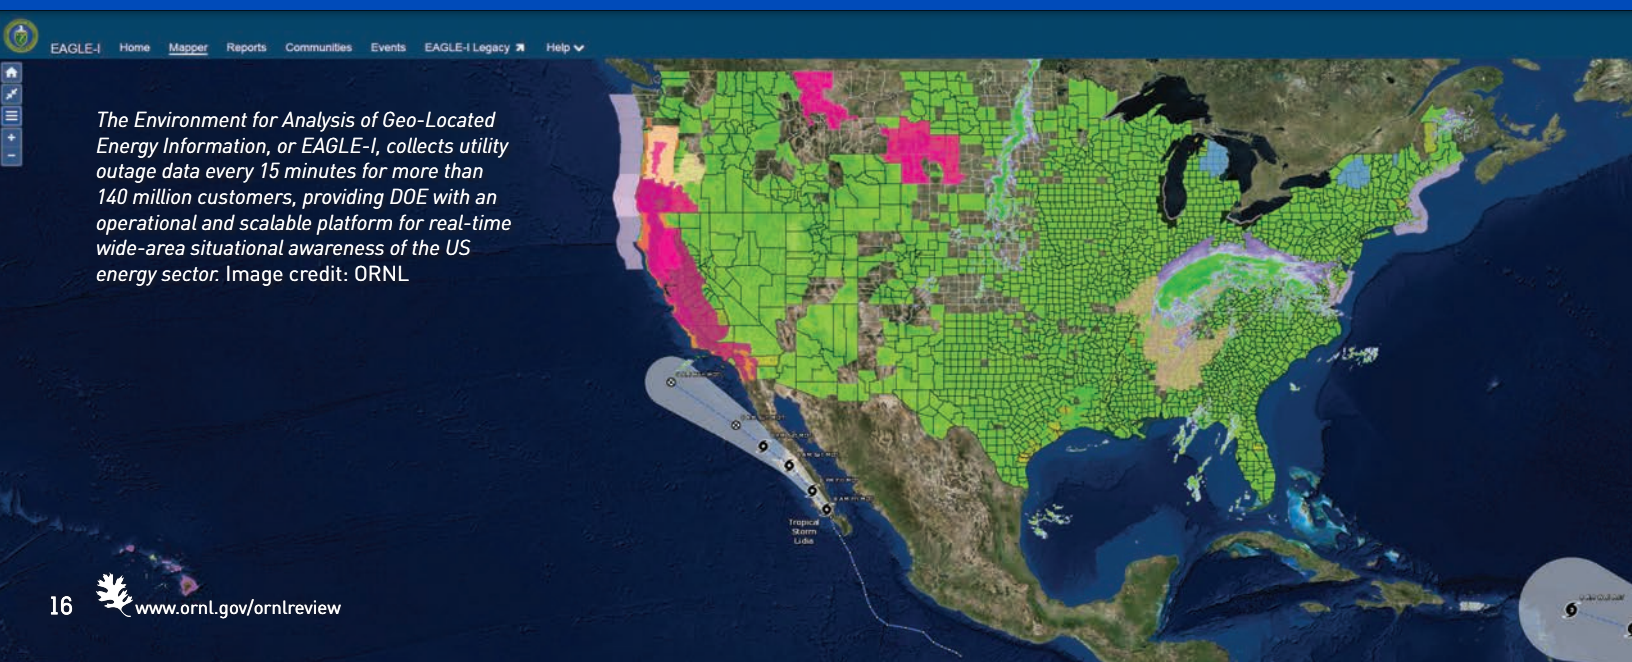 EAGLE-I Home Mapper Reports Communities Events EAGLE-I Legacy Help
The Environment for Analysis of Geo-Located
Energy Information, or EAGLE-I, collects utility
outage data every 15 minutes for more than
140 million customers, providing DOE with an
operational and scalable platform for real-time
wide-area situational awareness of the US
energy sector. Image credit: ORNL
Tropical
Storm
Lidia
16 www.ornl.gov/ornlreview